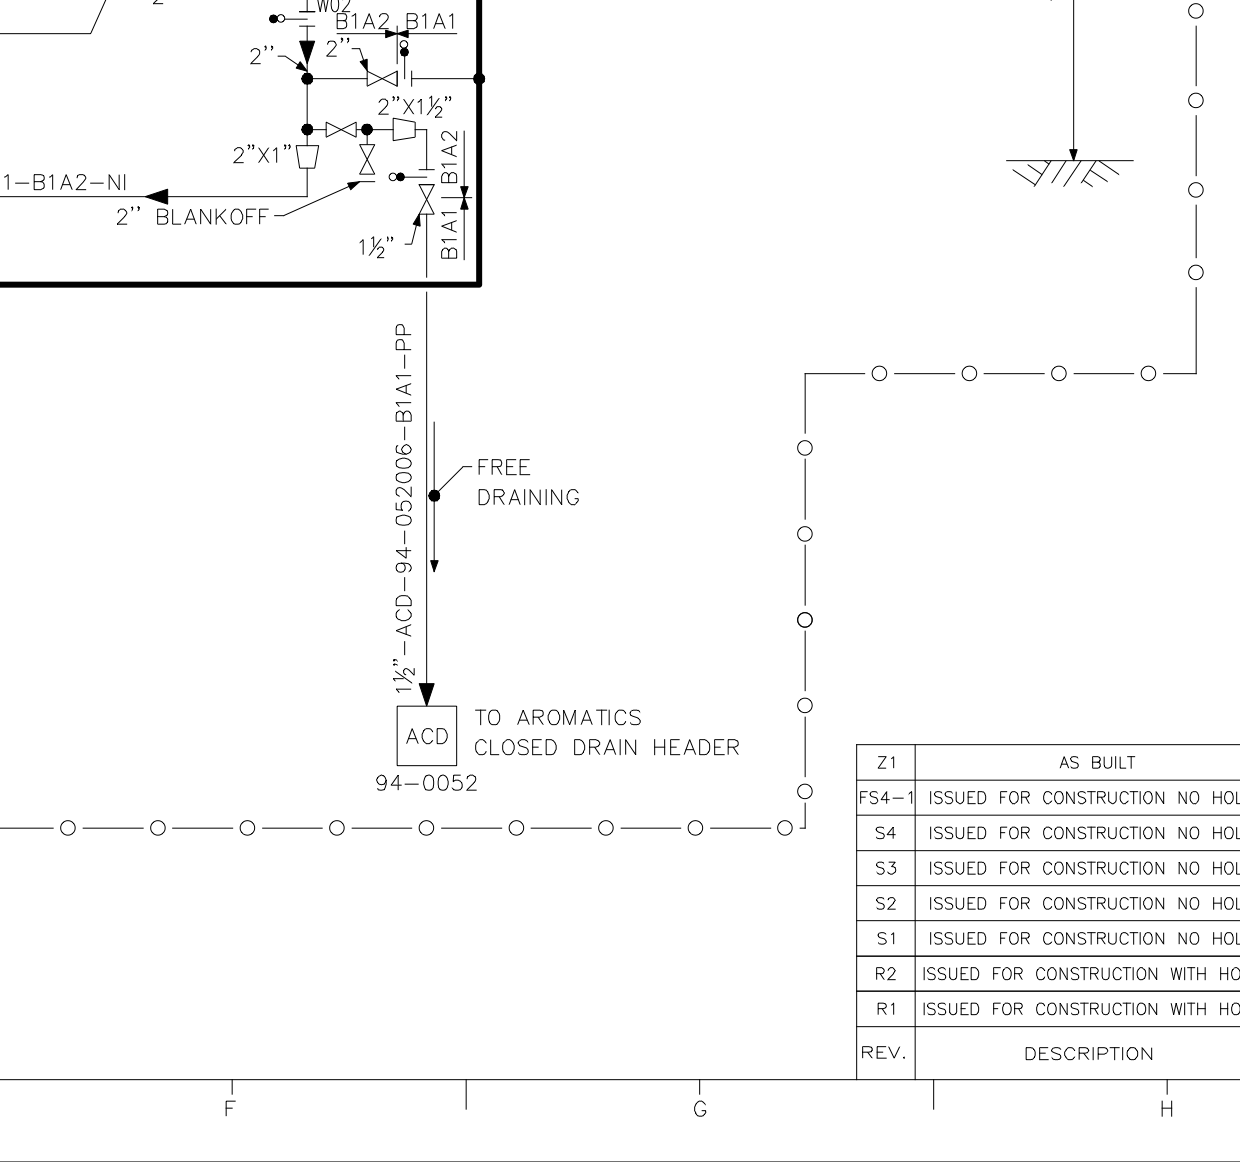 W02
B1A2 B1A1
2''
2''
2"X1½"
2"X1"
B1A2
B1A1
1-B1A2-NI
2'' BLANKOFF
1½"
1½"-ACD-94-052006-B1A1-PP
FREE
DRAINING
ACD
TO AROMATICS
CLOSED DRAIN HEADER
94-0052
Z1 AS BUILT
FS4-1 ISSUED FOR CONSTRUCTION NO HOL
S4 ISSUED FOR CONSTRUCTION NO HOL
S3 ISSUED FOR CONSTRUCTION NO HOL
S2 ISSUED FOR CONSTRUCTION NO HOL
S1 ISSUED FOR CONSTRUCTION NO HOL
R2 ISSUED FOR CONSTRUCTION WITH HO
R1 ISSUED FOR CONSTRUCTION WITH HO
REV. DESCRIPTION
F G H